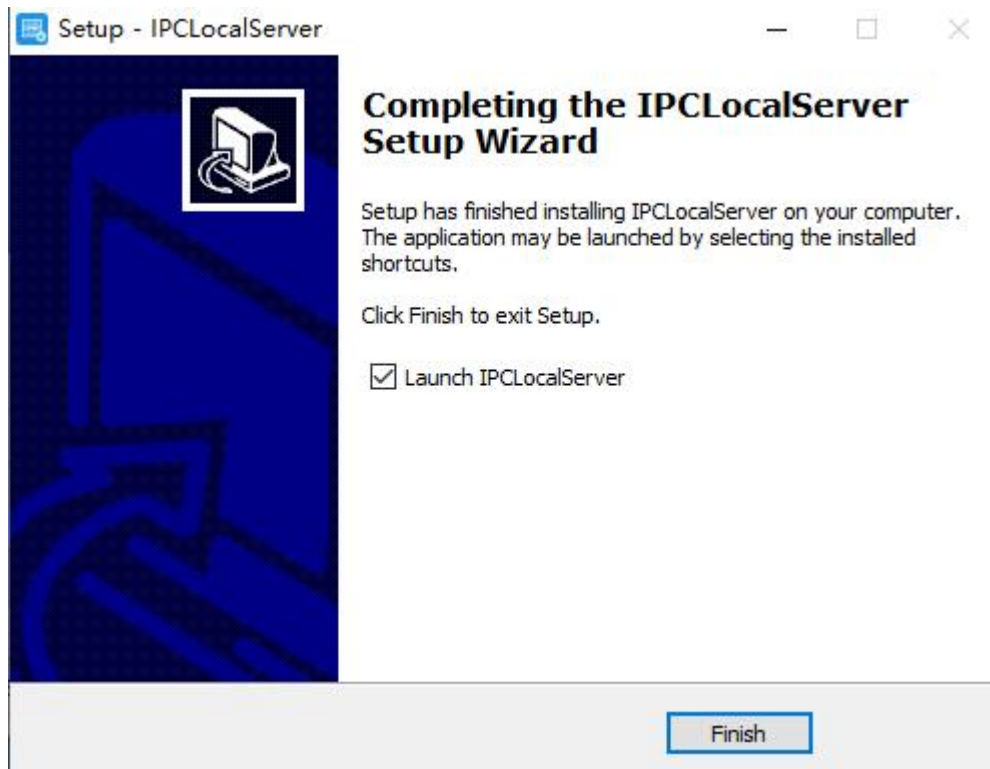 Setup - IPCLocalServer
Completing the IPCLocalServer
Setup Wizard
Setup has finished installing IPCLocalServer on your computer.
The application may be launched by selecting the installed
shortcuts.
Click Finish to exit Setup.
Launch IPCLocalServer
Finish